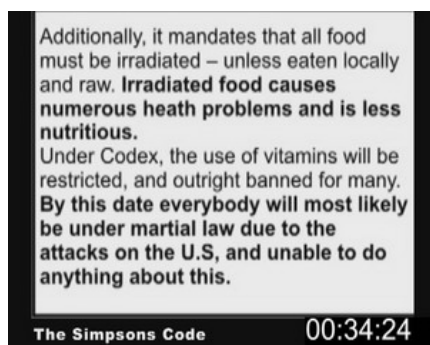 Additionally, it mandates that all food
must be irradiated – unless eaten locally
and raw. Irradiated food causes
numerous heath problems and is less
nutritious.
Under Codex, the use of vitamins will be
restricted, and outright banned for many.
By this date everybody will most likely
be under martial law due to the
attacks on the U.S, and unable to do
anything about this.
The Simpsons Code 00:34:24